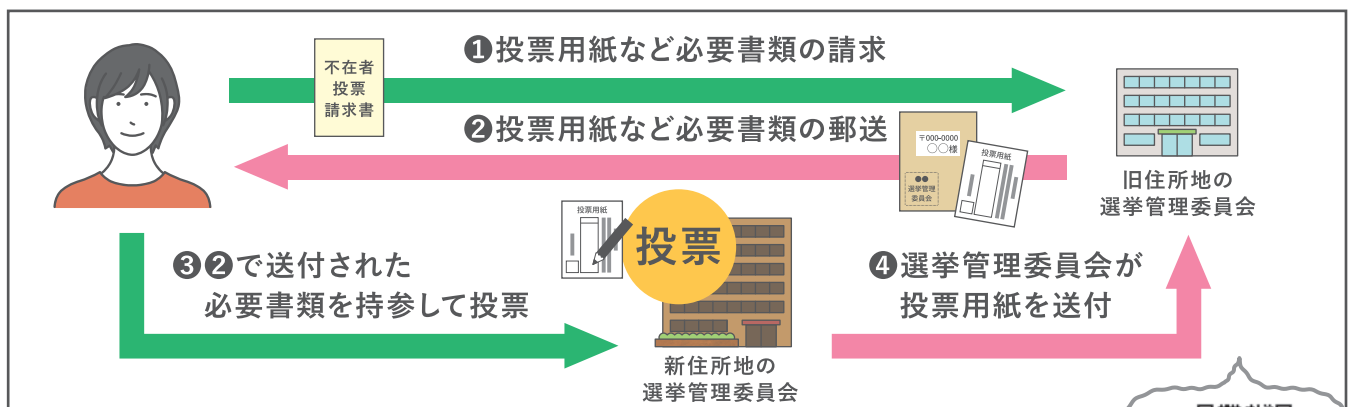 ❶投票用紙など必要書類の請求
不在者
投票
請求書
❷投票用紙など必要書類の郵送
〒000-0000
〇〇様
●●
選挙管理
委員会
投票用紙
旧住所地の
選挙管理委員会
❸❷で送付された
必要書類を持参して投票
投票用紙
投票
新住所地の
選挙管理委員会
❹選挙管理委員会が
投票用紙を送付